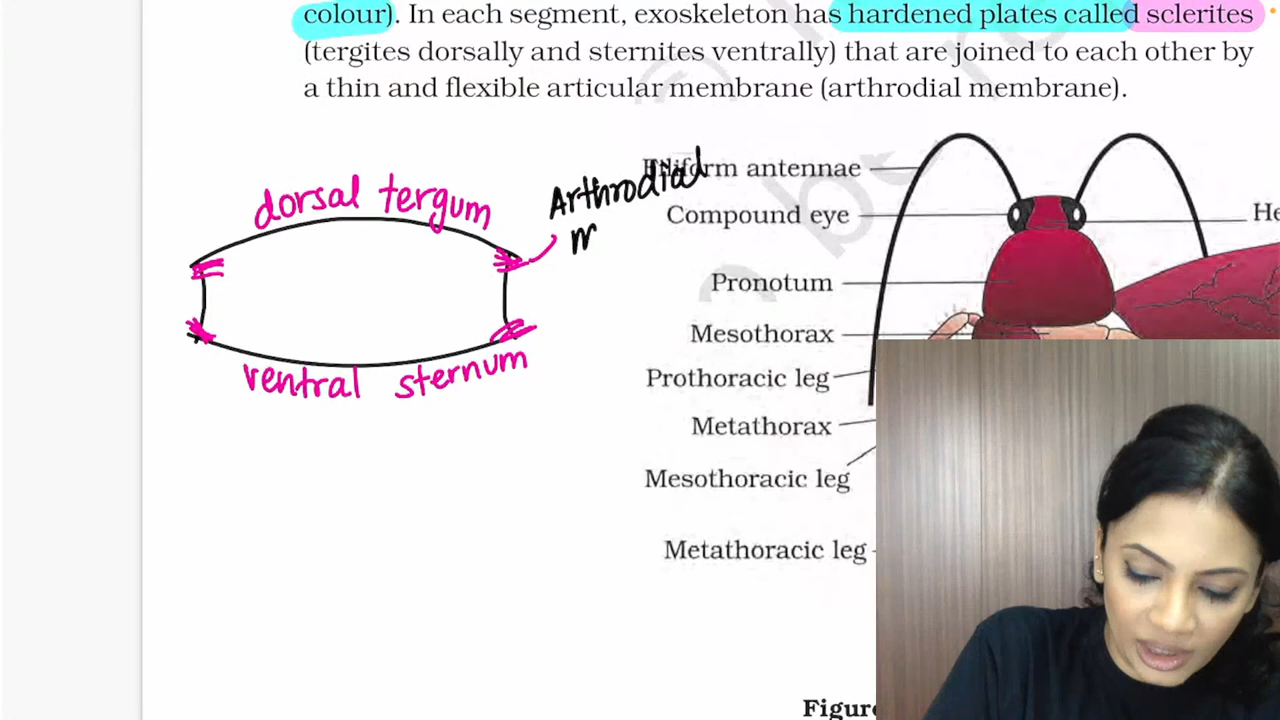 colour). In each segment, exoskeleton has hardened plates called sclerites
(tergites dorsally and sternites ventrally) that are joined to each other by
a thin and flexible articular membrane (arthrodial membrane).
dorsal tergum
Arthrodial
m
ventral sternum
Filiform antennae
Compound eye
He
Pronotum
Mesothorax
Prothoracic leg
Metathorax
Mesothoracic leg
Metathoracic leg
Figure